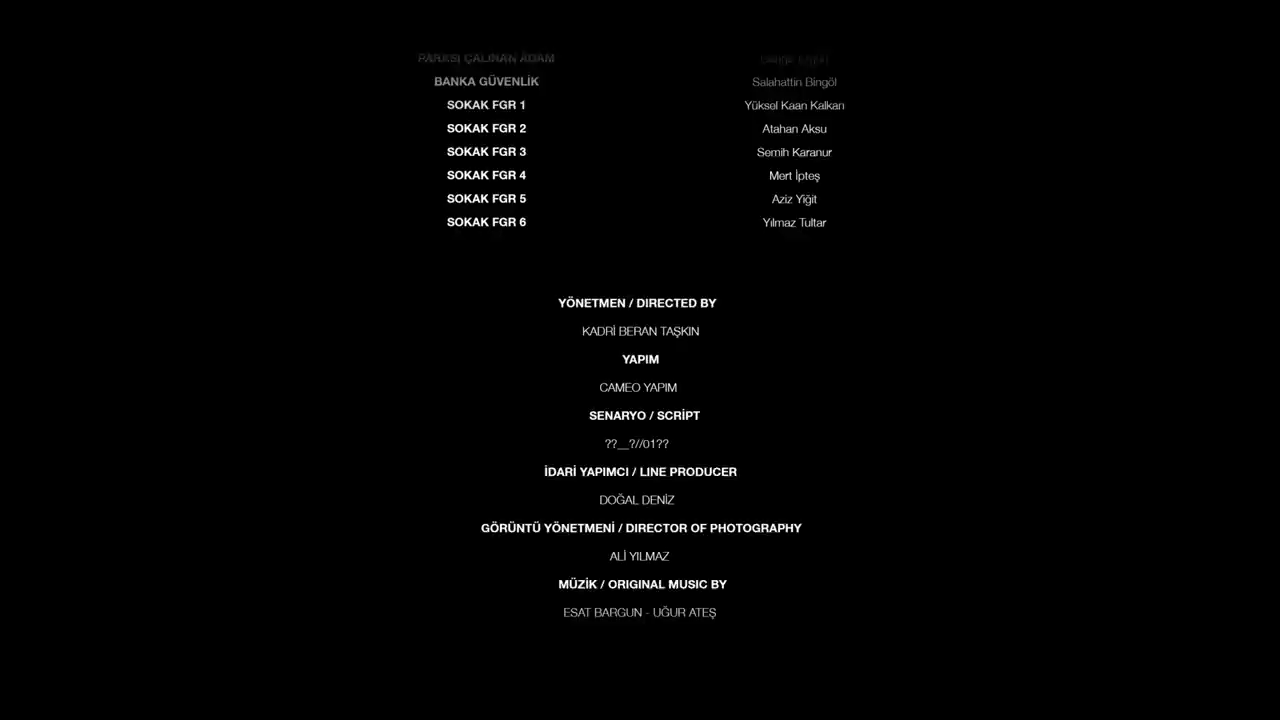 PARASI ÇALINAN ADAM
BANKA GÜVENLİK Salahattin Bingöl
SOKAK FGR 1 Yüksel Kaan Kalkan
SOKAK FGR 2 Atahan Aksu
SOKAK FGR 3 Semih Karanur
SOKAK FGR 4 Mert İpteş
SOKAK FGR 5 Aziz Yiğit
SOKAK FGR 6 Yılmaz Tultar
YÖNETMEN / DIRECTED BY
KADRİ BERAN TAŞKIN
YAPIM
CAMEO YAPIM
SENARYO / SCRİPT
??__?//01??
İDARİ YAPIMCI / LINE PRODUCER
DOĞAL DENİZ
GÖRÜNTÜ YÖNETMENİ / DIRECTOR OF PHOTOGRAPHY
ALİ YILMAZ
MÜZİK / ORIGINAL MUSIC BY
ESAT BARGUN - UĞUR ATEŞ